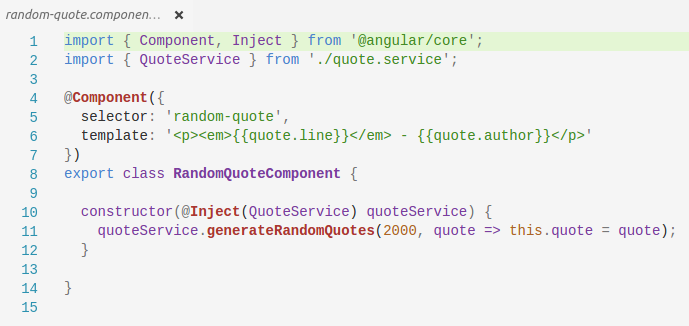 random-quote.componen... ×
1 import { Component, Inject } from '@angular/core';
2 import { QuoteService } from './quote.service';
3
4 @Component({
5   selector: 'random-quote',
6   template: '<p><em>{{quote.line}}</em> - {{quote.author}}</p>'
7 })
8 export class RandomQuoteComponent {
9
10   constructor(@Inject(QuoteService) quoteService) {
11     quoteService.generateRandomQuotes(2000, quote => this.quote = quote);
12   }
13
14 }
15